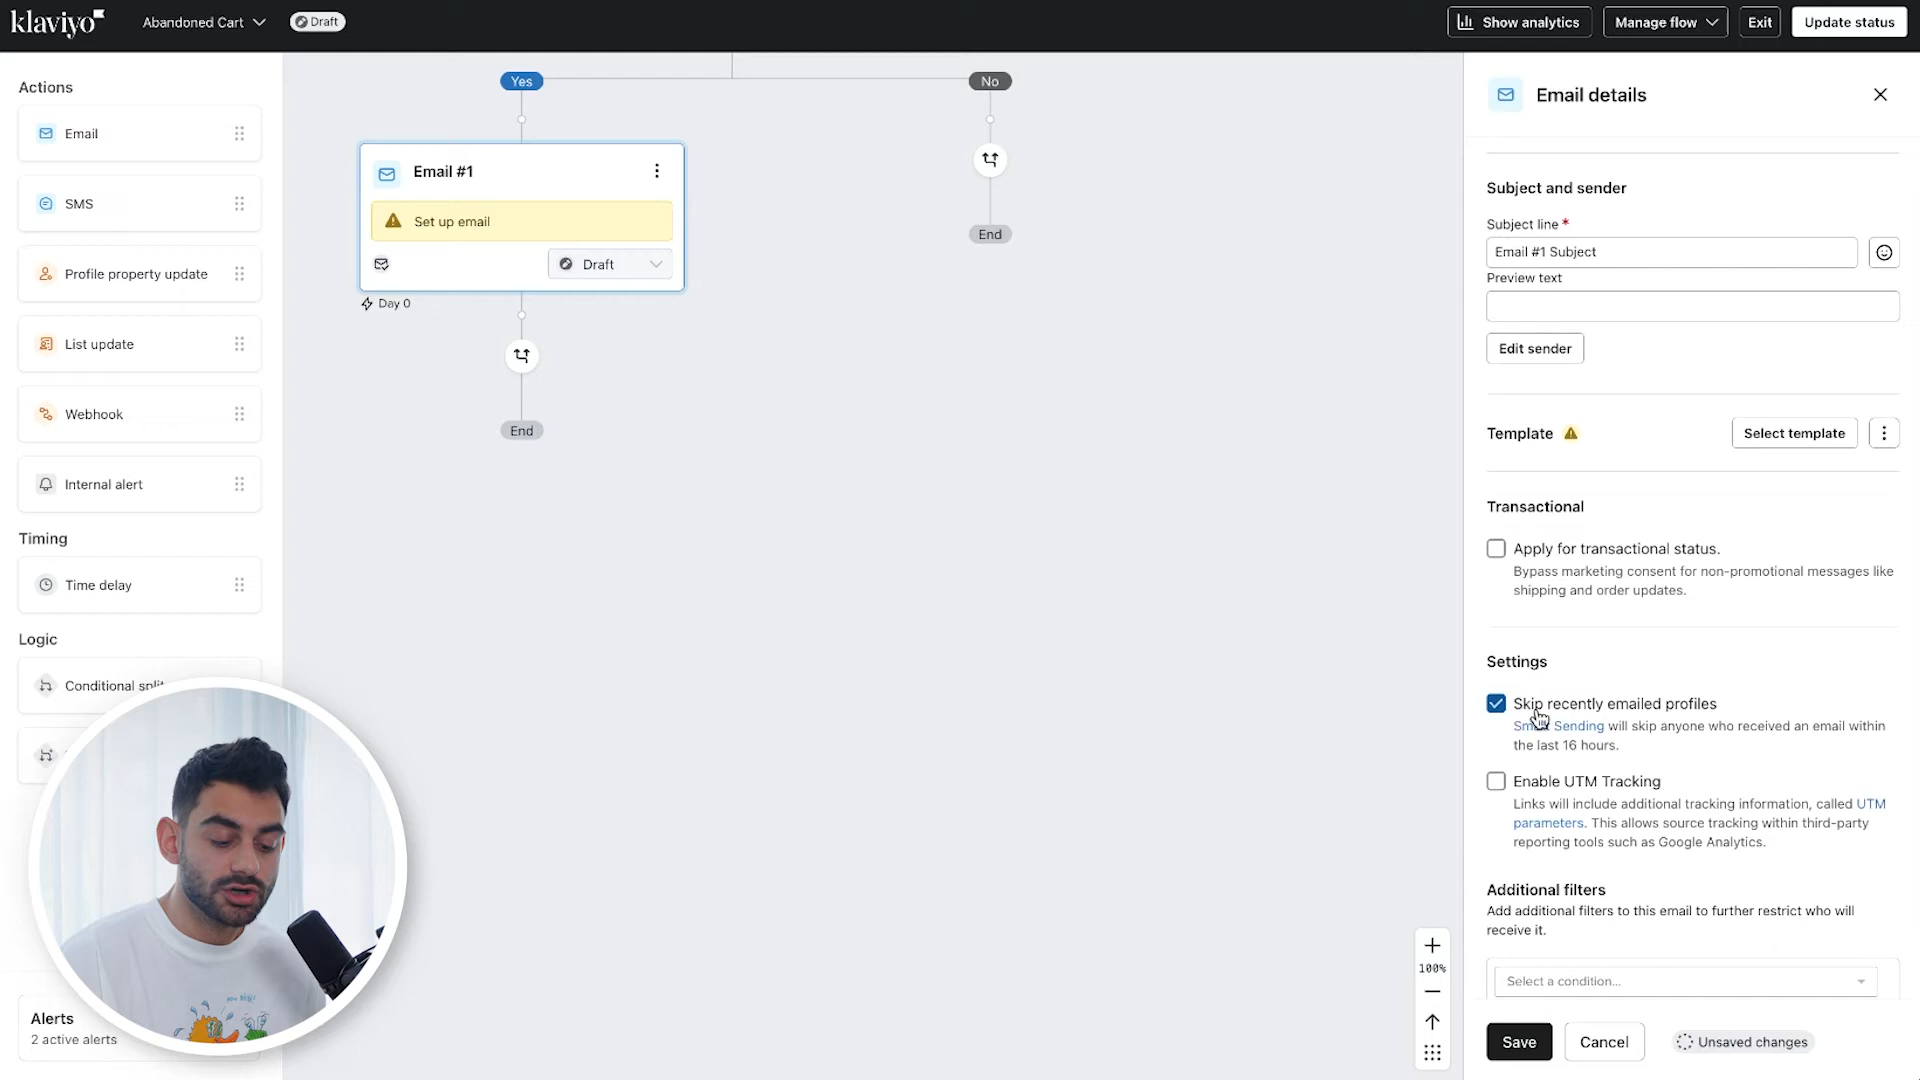 klaviyo
Abandoned Cart
Draft
Show analytics
Manage flow
Exit
Update status
Actions
Email
SMS
Profile property update
List update
Webhook
Internal alert
Timing
Time delay
Logic
Conditional split
Alerts
2 active alerts
Yes
No
Email #1
Set up email
Draft
Day 0
End
End
100%
Email details
Subject and sender
Subject line *
Email #1 Subject
Preview text
Edit sender
Template
Select template
Transactional
Apply for transactional status.
Bypass marketing consent for non-promotional messages like
shipping and order updates.
Settings
Skip recently emailed profiles
Smart Sending will skip anyone who received an email within
the last 16 hours.
Enable UTM Tracking
Links will include additional tracking information, called UTM
parameters. This allows source tracking within third-party
reporting tools such as Google Analytics.
Additional filters
Add additional filters to this email to further restrict who will
receive it.
Select a condition...
Save
Cancel
Unsaved changes